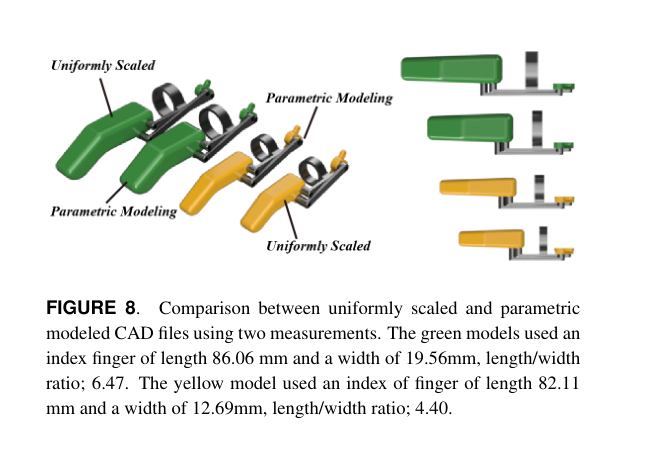 Uniformly Scaled
Parametric Modeling
Parametric Modeling
Uniformly Scaled
FIGURE 8. Comparison between uniformly scaled and parametric
modeled CAD files using two measurements. The green models used an
index finger of length 86.06 mm and a width of 19.56mm, length/width
ratio; 6.47. The yellow model used an index of finger of length 82.11
mm and a width of 12.69mm, length/width ratio; 4.40.